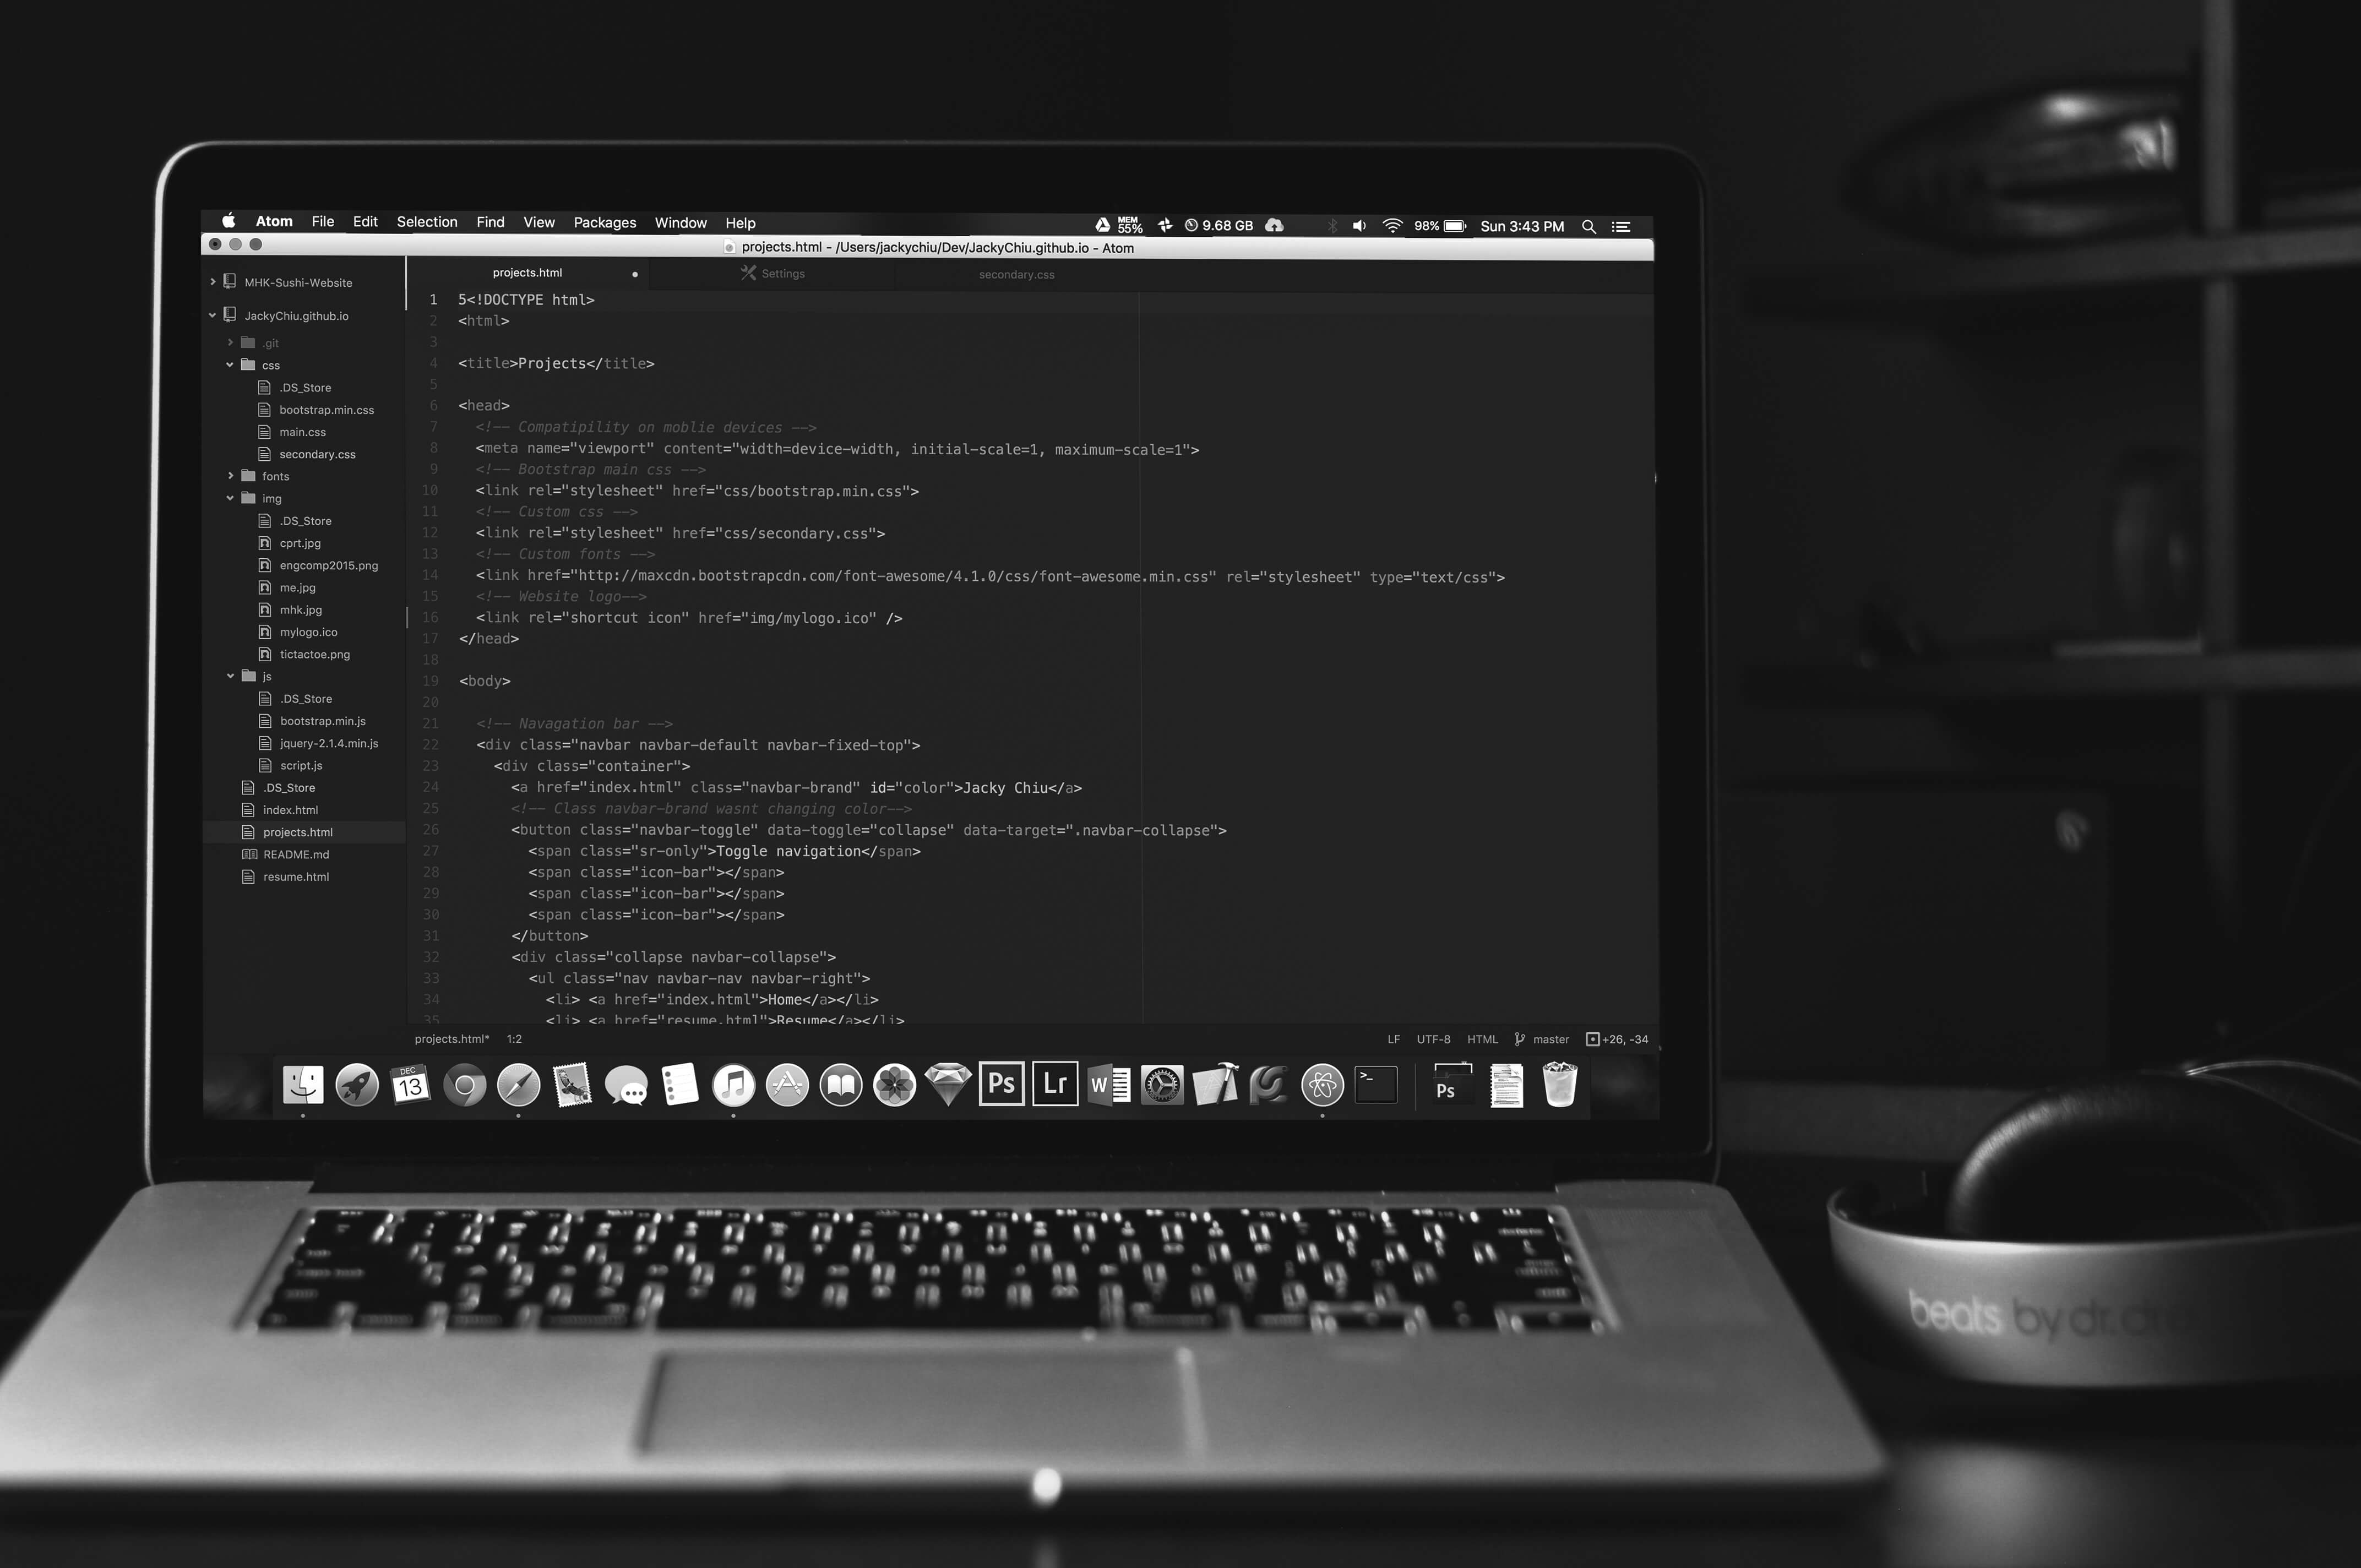 Atom File Edit Selection Find View Packages Window Help MEM 55% 9.68 GB 98% Sun 3:43 PM
projects.html - /Users/jackychiu/Dev/JackyChiu.github.io - Atom
MHK-Sushi-Website
JackyChiu.github.io
.git
css
.DS_Store
bootstrap.min.css
main.css
secondary.css
fonts
img
.DS_Store
cprt.jpg
engcomp2015.png
me.jpg
mhk.jpg
mylogo.ico
tictactoe.png
js
.DS_Store
bootstrap.min.js
jquery-2.1.4.min.js
script.js
.DS_Store
index.html
projects.html
README.md
resume.html
projects.html Settings secondary.css
1 5<!DOCTYPE html>
2 <html>
3
4 <title>Projects</title>
5
6 <head>
7 <!-- Compatipility on moblie devices -->
8 <meta name="viewport" content="width=device-width, initial-scale=1, maximum-scale=1">
9 <!-- Bootstrap main css -->
10 <link rel="stylesheet" href="css/bootstrap.min.css">
11 <!-- Custom css -->
12 <link rel="stylesheet" href="css/secondary.css">
13 <!-- Custom fonts -->
14 <link href="http://maxcdn.bootstrapcdn.com/font-awesome/4.1.0/css/font-awesome.min.css" rel="stylesheet" type="text/css">
15 <!-- Website logo-->
16 <link rel="shortcut icon" href="img/mylogo.ico" />
17 </head>
18
19 <body>
20
21 <!-- Navagation bar -->
22 <div class="navbar navbar-default navbar-fixed-top">
23 <div class="container">
24 <a href="index.html" class="navbar-brand" id="color">Jacky Chiu</a>
25 <!-- Class navbar-brand wasnt changing color-->
26 <button class="navbar-toggle" data-toggle="collapse" data-target=".navbar-collapse">
27 <span class="sr-only">Toggle navigation</span>
28 <span class="icon-bar"></span>
29 <span class="icon-bar"></span>
30 <span class="icon-bar"></span>
31 </button>
32 <div class="collapse navbar-collapse">
33 <ul class="nav navbar-nav navbar-right">
34 <li> <a href="index.html">Home</a></li>
35 <li> <a href="resume.html">Resume</a></li>
projects.html* 1:2 LF UTF-8 HTML master +26, -34
DEC
13
Ps Lr W >_ Ps
beats by dr.